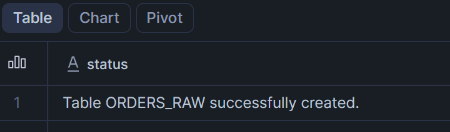 Table Chart Pivot
A status
1 Table ORDERS_RAW successfully created.